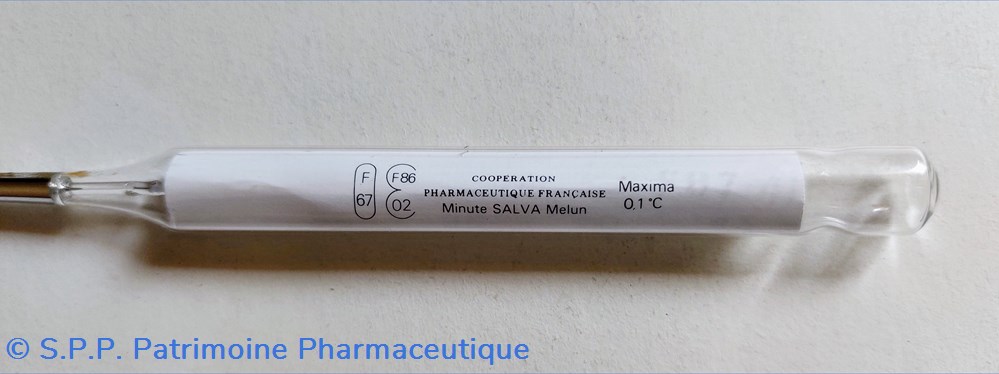 F
67
F86
02
COOPERATION
PHARMACEUTIQUE FRANÇAISE
Minute SALVA Melun
Maxima
0,1 °C
© S.P.P. Patrimoine Pharmaceutique